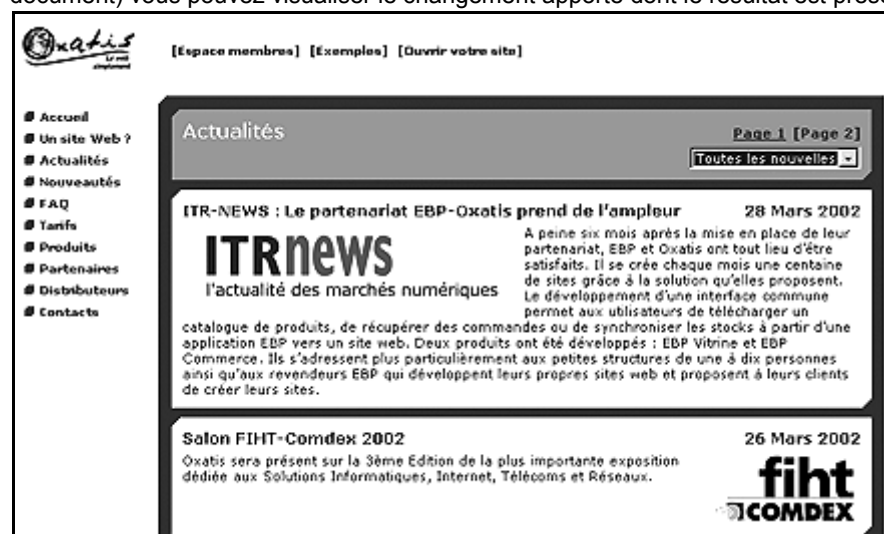 document) vous pouvez visualiser le changement apporté dont le résultat est prése
Oxatis
Le web
simplement
[Espace membres] [Exemples] [Ouvrir votre site]
Accueil
Un site Web ?
Actualités
Nouveautés
FAQ
Tarifs
Produits
Partenaires
Distributeurs
Contacts
Actualités
Page 1 [Page 2]
Toutes les nouvelles
ITR-NEWS : Le partenariat EBP-Oxatis prend de l'ampleur 28 Mars 2002
ITRnews
l'actualité des marchés numériques
A peine six mois après la mise en place de leur
partenariat, EBP et Oxatis ont tout lieu d'être
satisfaits. Il se crée chaque mois une centaine
de sites grâce à la solution qu'elles proposent.
Le développement d'une interface commune
permet aux utilisateurs de télécharger un
catalogue de produits, de récupérer des commandes ou de synchroniser les stocks à partir d'une
application EBP vers un site web. Deux produits ont été développés : EBP Vitrine et EBP
Commerce. Ils s'adressent plus particulièrement aux petites structures de une à dix personnes
ainsi qu'aux revendeurs EBP qui développent leurs propres sites web et proposent à leurs clients
de créer leurs sites.
Salon FIHT-Comdex 2002 26 Mars 2002
Oxatis sera présent sur la 3ème Edition de la plus importante exposition
dédiée aux Solutions Informatiques, Internet, Télécoms et Réseaux.
fiht
COMDEX